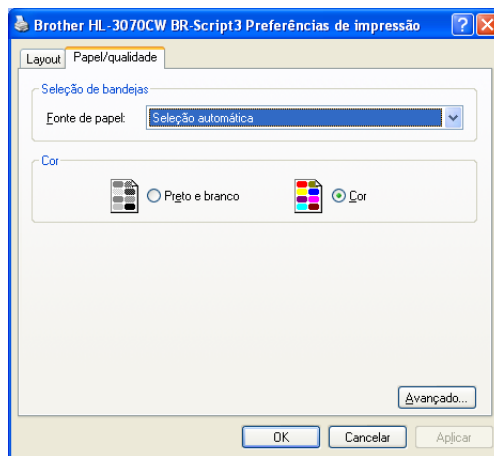 Brother HL-3070CW BR-Script3 Preferências de impressão
Layout Papel/qualidade
Seleção de bandejas
Fonte de papel: Seleção automática
Cor
Preto e branco Cor
Avançado...
OK Cancelar Aplicar